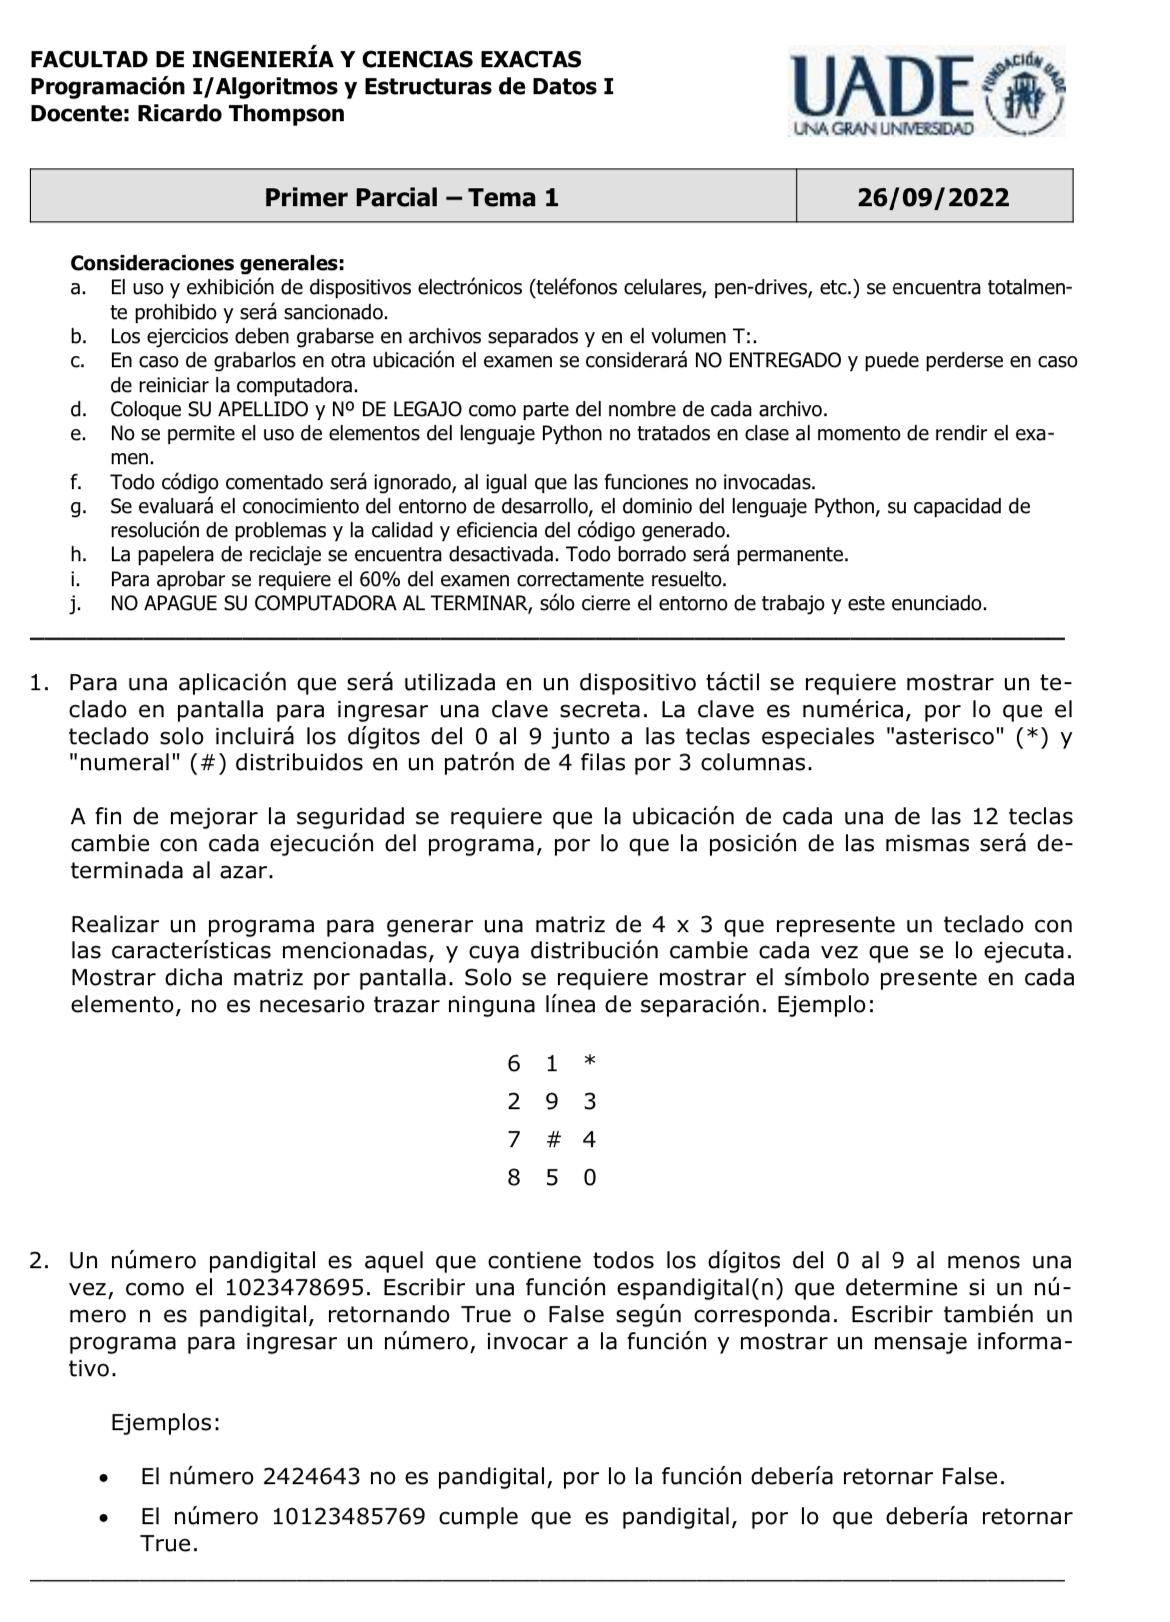 FACULTAD DE INGENIERÍA Y CIENCIAS EXACTAS
Programación I/Algoritmos y Estructuras de Datos I
Docente: Ricardo Thompson
UADE
UNA GRAN UNIVERSIDAD
FUNDACIÓN UADE
Primer Parcial – Tema 1
26/09/2022
Consideraciones generales:
a. El uso y exhibición de dispositivos electrónicos (teléfonos celulares, pen-drives, etc.) se encuentra totalmen-
te prohibido y será sancionado.
b. Los ejercicios deben grabarse en archivos separados y en el volumen T:.
c. En caso de grabarlos en otra ubicación el examen se considerará NO ENTREGADO y puede perderse en caso
de reiniciar la computadora.
d. Coloque SU APELLIDO y Nº DE LEGAJO como parte del nombre de cada archivo.
e. No se permite el uso de elementos del lenguaje Python no tratados en clase al momento de rendir el exa-
men.
f. Todo código comentado será ignorado, al igual que las funciones no invocadas.
g. Se evaluará el conocimiento del entorno de desarrollo, el dominio del lenguaje Python, su capacidad de
resolución de problemas y la calidad y eficiencia del código generado.
h. La papelera de reciclaje se encuentra desactivada. Todo borrado será permanente.
i. Para aprobar se requiere el 60% del examen correctamente resuelto.
j. NO APAGUE SU COMPUTADORA AL TERMINAR, sólo cierre el entorno de trabajo y este enunciado.
1. Para una aplicación que será utilizada en un dispositivo táctil se requiere mostrar un te-
clado en pantalla para ingresar una clave secreta. La clave es numérica, por lo que el
teclado solo incluirá los dígitos del 0 al 9 junto a las teclas especiales "asterisco" (*) y
"numeral" (#) distribuidos en un patrón de 4 filas por 3 columnas.
A fin de mejorar la seguridad se requiere que la ubicación de cada una de las 12 teclas
cambie con cada ejecución del programa, por lo que la posición de las mismas será de-
terminada al azar.
Realizar un programa para generar una matriz de 4 x 3 que represente un teclado con
las características mencionadas, y cuya distribución cambie cada vez que se lo ejecuta.
Mostrar dicha matriz por pantalla. Solo se requiere mostrar el símbolo presente en cada
elemento, no es necesario trazar ninguna línea de separación. Ejemplo:
6 1 *
2 9 3
7 # 4
8 5 0
2. Un número pandigital es aquel que contiene todos los dígitos del 0 al 9 al menos una
vez, como el 1023478695. Escribir una función espandigital(n) que determine si un nú-
mero n es pandigital, retornando True o False según corresponda. Escribir también un
programa para ingresar un número, invocar a la función y mostrar un mensaje informa-
tivo.
Ejemplos:
• El número 2424643 no es pandigital, por lo la función debería retornar False.
• El número 10123485769 cumple que es pandigital, por lo que debería retornar
True.